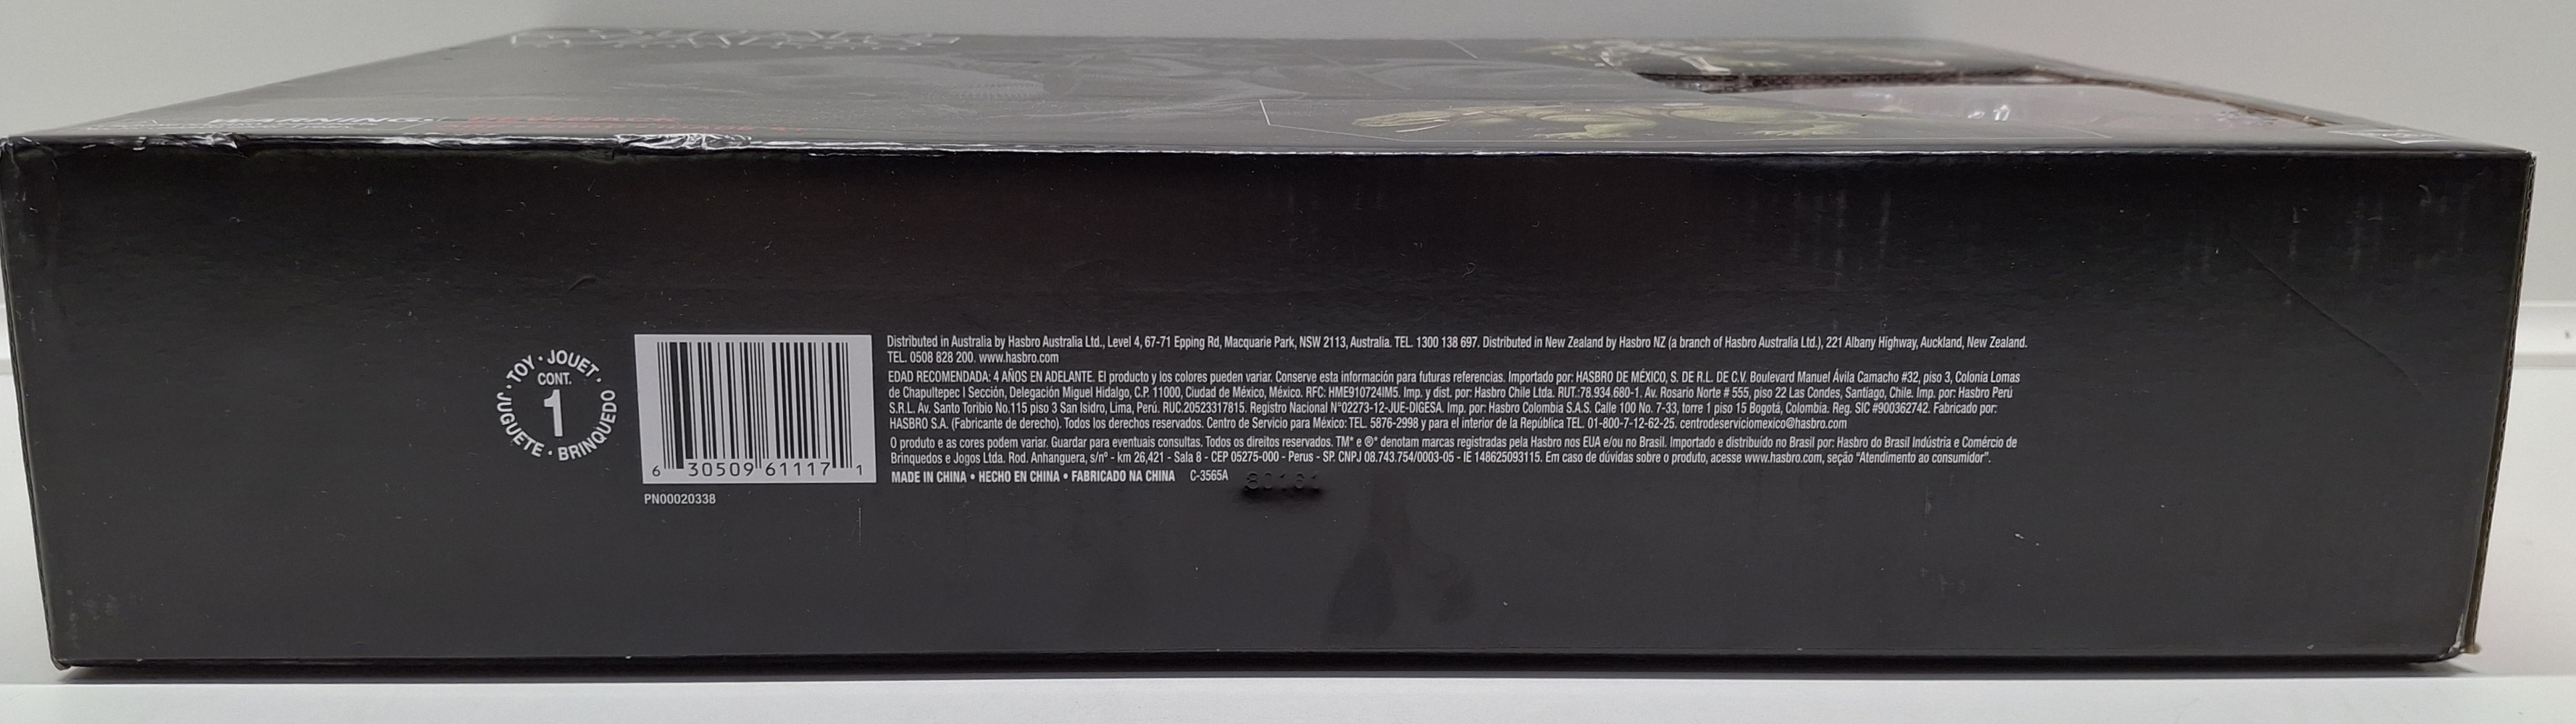 WARNING:
TOY • JOUET • BRINQUEDO • JUGUETE •
CONT.
1
6 30509 61117 1
PN00020338
Distributed in Australia by Hasbro Australia Ltd., Level 4, 67-71 Epping Rd, Macquarie Park, NSW 2113, Australia. TEL. 1300 138 697. Distributed in New Zealand by Hasbro NZ (a branch of Hasbro Australia Ltd.), 221 Albany Highway, Auckland, New Zealand.
TEL. 0508 828 200. www.hasbro.com
EDAD RECOMENDADA: 4 AÑOS EN ADELANTE. El producto y los colores pueden variar. Conserve esta información para futuras referencias. Importado por: HASBRO DE MÉXICO, S. DE R.L. DE C.V. Boulevard Manuel Ávila Camacho #32, piso 3, Colonia Lomas
de Chapultepec I Sección, Delegación Miguel Hidalgo, C.P. 11000, Ciudad de México, México. RFC: HME910724IM5. Imp. y dist. por: Hasbro Chile Ltda. RUT.:78.934.680-1. Av. Rosario Norte # 555, piso 22 Las Condes, Santiago, Chile. Imp. por: Hasbro Perú
S.R.L. Av. Santo Toribio No.115 piso 3 San Isidro, Lima, Perú. RUC.20523317815. Registro Nacional N°02273-12-JUE-DIGESA. Imp. por: Hasbro Colombia S.A.S. Calle 100 No. 7-33, torre 1 piso 15 Bogotá, Colombia. Reg. SIC #900362742. Fabricado por:
HASBRO S.A. (Fabricante de derecho). Todos los derechos reservados. Centro de Servicio para México: TEL. 5876-2998 y para el interior de la República TEL. 01-800-7-12-62-25. centrodeserviciomexico@hasbro.com
O produto e as cores podem variar. Guardar para eventuais consultas. Todos os direitos reservados. TM* e ®* denotam marcas registradas pela Hasbro nos EUA e/ou no Brasil. Importado e distribuído no Brasil por: Hasbro do Brasil Indústria e Comércio de
Brinquedos e Jogos Ltda. Rod. Anhanguera, s/nº - km 26,421 - Sala 8 - CEP 05275-000 - Perus - SP. CNPJ 08.743.754/0003-05 - IE 148625093115. Em caso de dúvidas sobre o produto, acesse www.hasbro.com, seção “Atendimento ao consumidor”.
MADE IN CHINA • HECHO EN CHINA • FABRICADO NA CHINA C-3565A